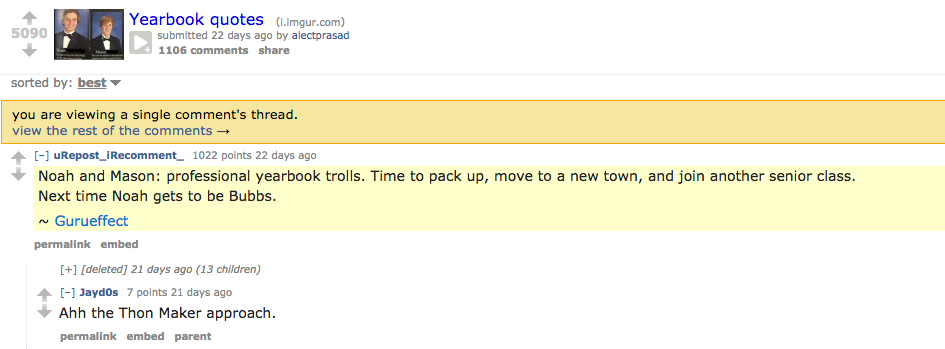 Yearbook quotes (i.imgur.com)
5090
submitted 22 days ago by alectprasad
1106 comments share
sorted by: best
you are viewing a single comment's thread.
view the rest of the comments →
[–] uRepost_iRecomment_ 1022 points 22 days ago
Noah and Mason: professional yearbook trolls. Time to pack up, move to a new town, and join another senior class.
Next time Noah gets to be Bubbs.
~ Gurueffect
permalink embed
[+] [deleted] 21 days ago (13 children)
[–] Jayd0s 7 points 21 days ago
Ahh the Thon Maker approach.
permalink embed parent